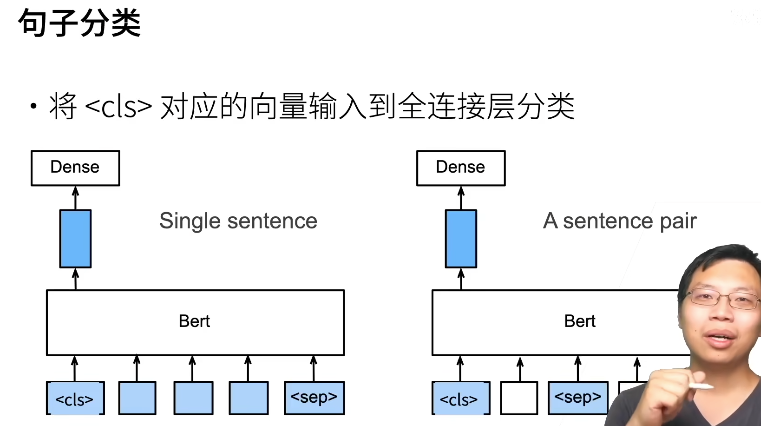 句子分类
• 将 <cls> 对应的向量输入到全连接层分类
Dense
Single sentence
Bert
<cls>
<sep>
Dense
A sentence pair
Bert
<cls>
<sep>